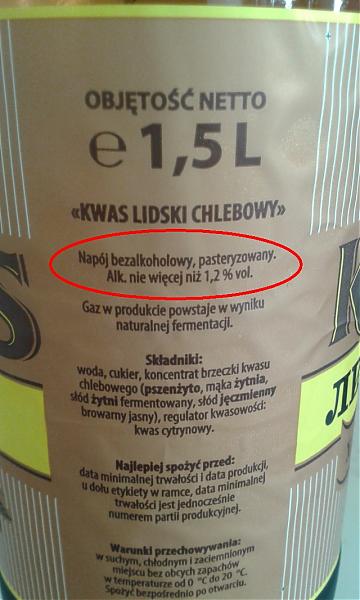 OBJĘTOŚĆ NETTO
e 1,5 L
«KWAS LIDSKI CHLEBOWY»
Napój bezalkoholowy, pasteryzowany.
Alk. nie więcej niż 1,2 % vol.
Gaz w produkcie powstaje w wyniku
naturalnej fermentacji.
Składniki:
woda, cukier, koncentrat brzeczki kwasu
chlebowego (pszenżyto, mąka żytnia,
słód żytni fermentowany, słód jęczmienny
browarny jasny), regulator kwasowości:
kwas cytrynowy.
Najlepiej spożyć przed:
data minimalnej trwałości i data produkcji,
u dołu etykiety w ramce, data minimalnej
trwałości jest jednocześnie
numerem partii produkcyjnej.
Warunki przechowywania:
w suchym, chłodnym i zaciemnionym
miejscu bez obcych zapachów
w temperaturze od 0 °C do 20 °C.
Spożyć bezpośrednio po otwarciu.